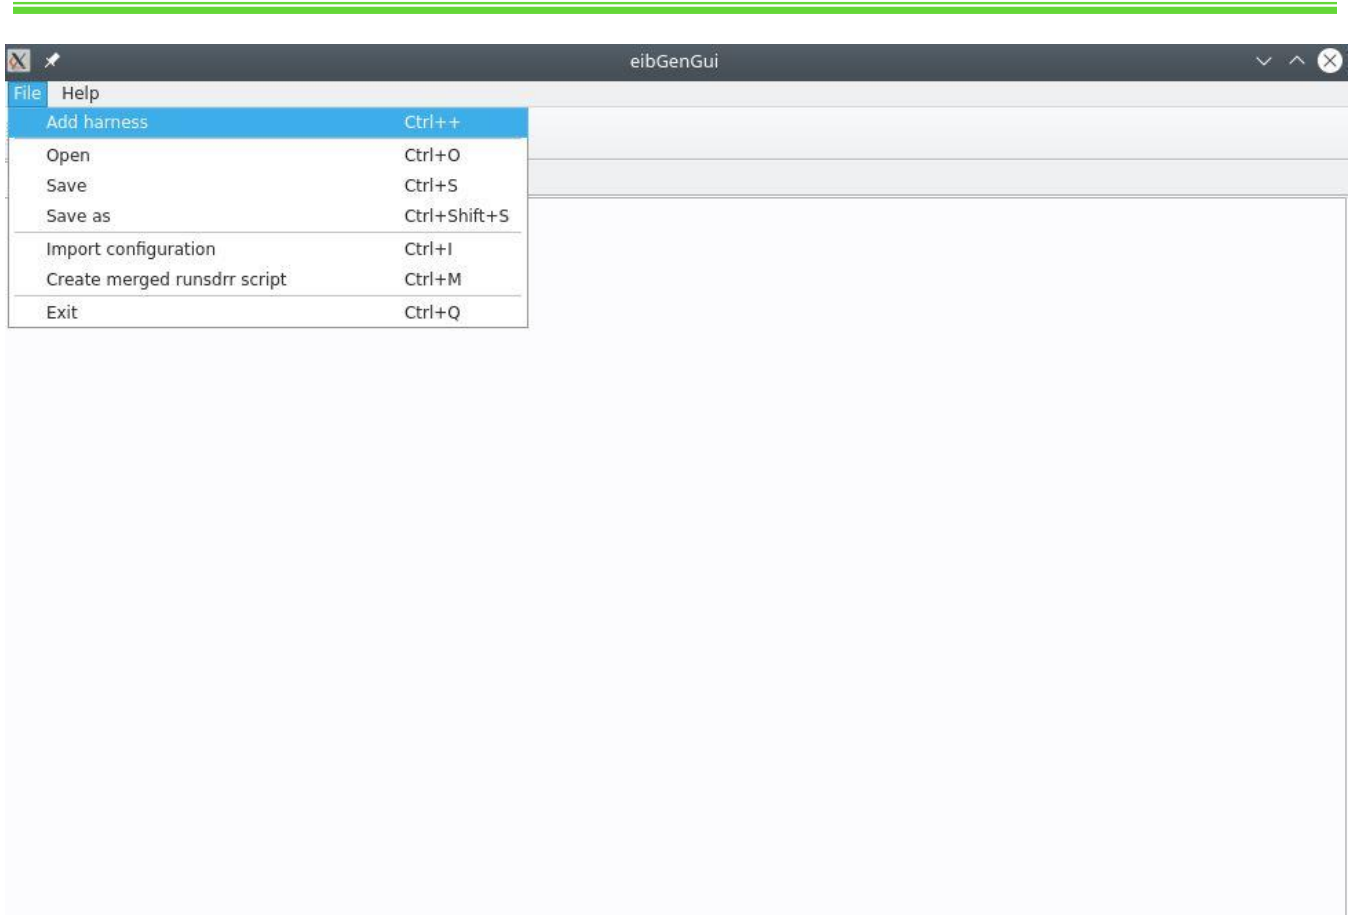 eibGenGui
File Help
Add harness Ctrl++
Open Ctrl+O
Save Ctrl+S
Save as Ctrl+Shift+S
Import configuration Ctrl+I
Create merged runsdrr script Ctrl+M
Exit Ctrl+Q